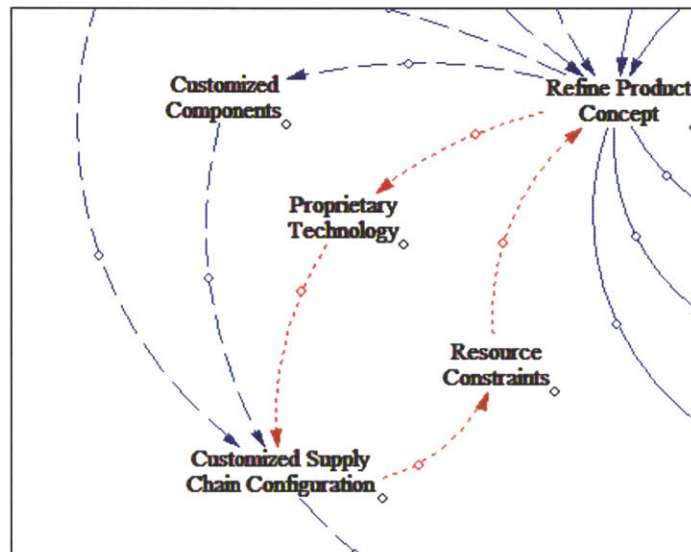 Customized
Components
Refine Product
Concept
Proprietary
Technology
Resource
Constraints
Customized Supply
Chain Configuration